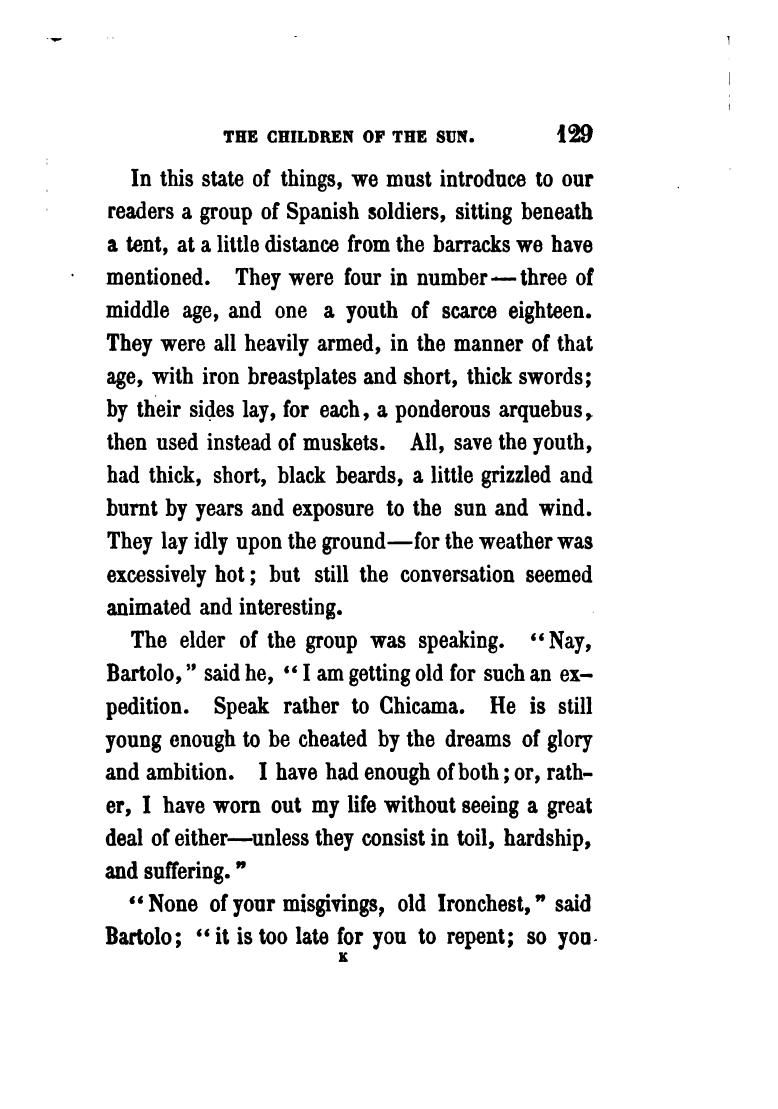 THE CHILDREN OF THE SUN. 129
In this state of things, we must introduce to our
readers a group of Spanish soldiers, sitting beneath
a tent, at a little distance from the barracks we have
mentioned. They were four in number—three of
middle age, and one a youth of scarce eighteen.
They were all heavily armed, in the manner of that
age, with iron breastplates and short, thick swords;
by their sides lay, for each, a ponderous arquebus,
then used instead of muskets. All, save the youth,
had thick, short, black beards, a little grizzled and
burnt by years and exposure to the sun and wind.
They lay idly upon the ground—for the weather was
excessively hot; but still the conversation seemed
animated and interesting.
The elder of the group was speaking. "Nay,
Bartolo," said he, "I am getting old for such an ex-
pedition. Speak rather to Chicama. He is still
young enough to be cheated by the dreams of glory
and ambition. I have had enough of both; or, rath-
er, I have worn out my life without seeing a great
deal of either—unless they consist in toil, hardship,
and suffering."
"None of your misgivings, old Ironchest," said
Bartolo; "it is too late for you to repent; so you
K